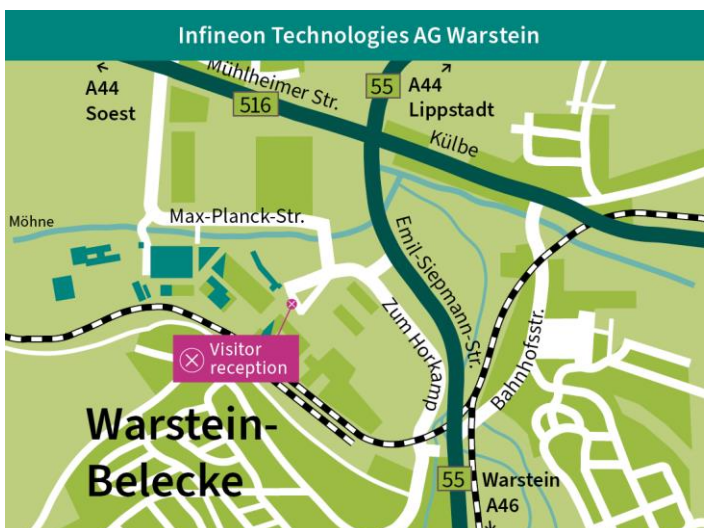 Infineon Technologies AG Warstein
A44
Soest
Mühlheimer Str.
516
55
A44
Lippstadt
Külbe
Möhne
Max-Planck-Str.
Emil-Siepmann-Str.
Zum Horkamp
Bahnhofsstr.
Visitor
reception
Warstein-
Belecke
55
Warstein
A46